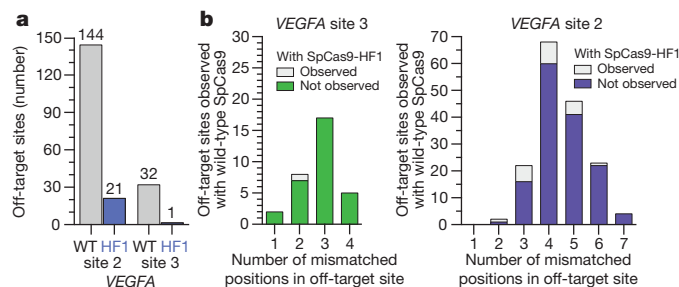 a
Off-target sites (number)
150
120
90
60
30
0
144
21
32
1
WT HF1 WT HF1
site 2 site 3
VEGFA
b
VEGFA site 3
Off-target sites observed
with wild-type SpCas9
30
25
20
15
10
5
0
With SpCas9-HF1
Observed
Not observed
1 2 3 4
Number of mismatched
positions in off-target site
VEGFA site 2
Off-target sites observed
with wild-type SpCas9
70
60
50
40
30
20
10
0
With SpCas9-HF1
Observed
Not observed
1 2 3 4 5 6 7
Number of mismatched
positions in off-target site